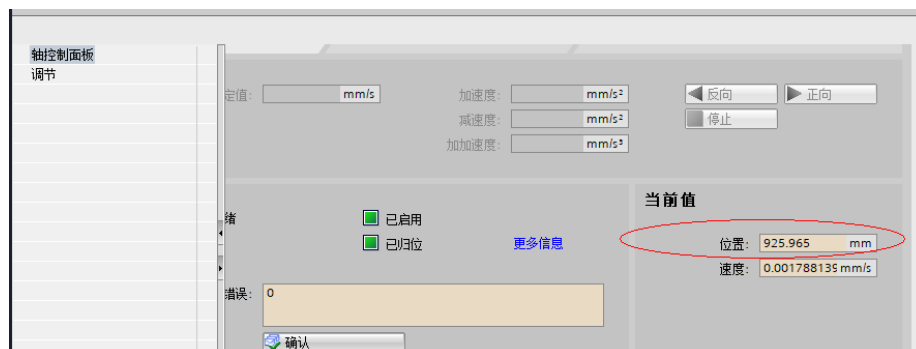 轴控制面板
调节
定值: mm/s 加速度: mm/s² 反向 正向
减速度: mm/s² 停止
加加速度: mm/s³
当前值
绪 已启用
已归位 更多信息 位置: 925.965 mm
速度: 0.001788139 mm/s
错误: 0
确认